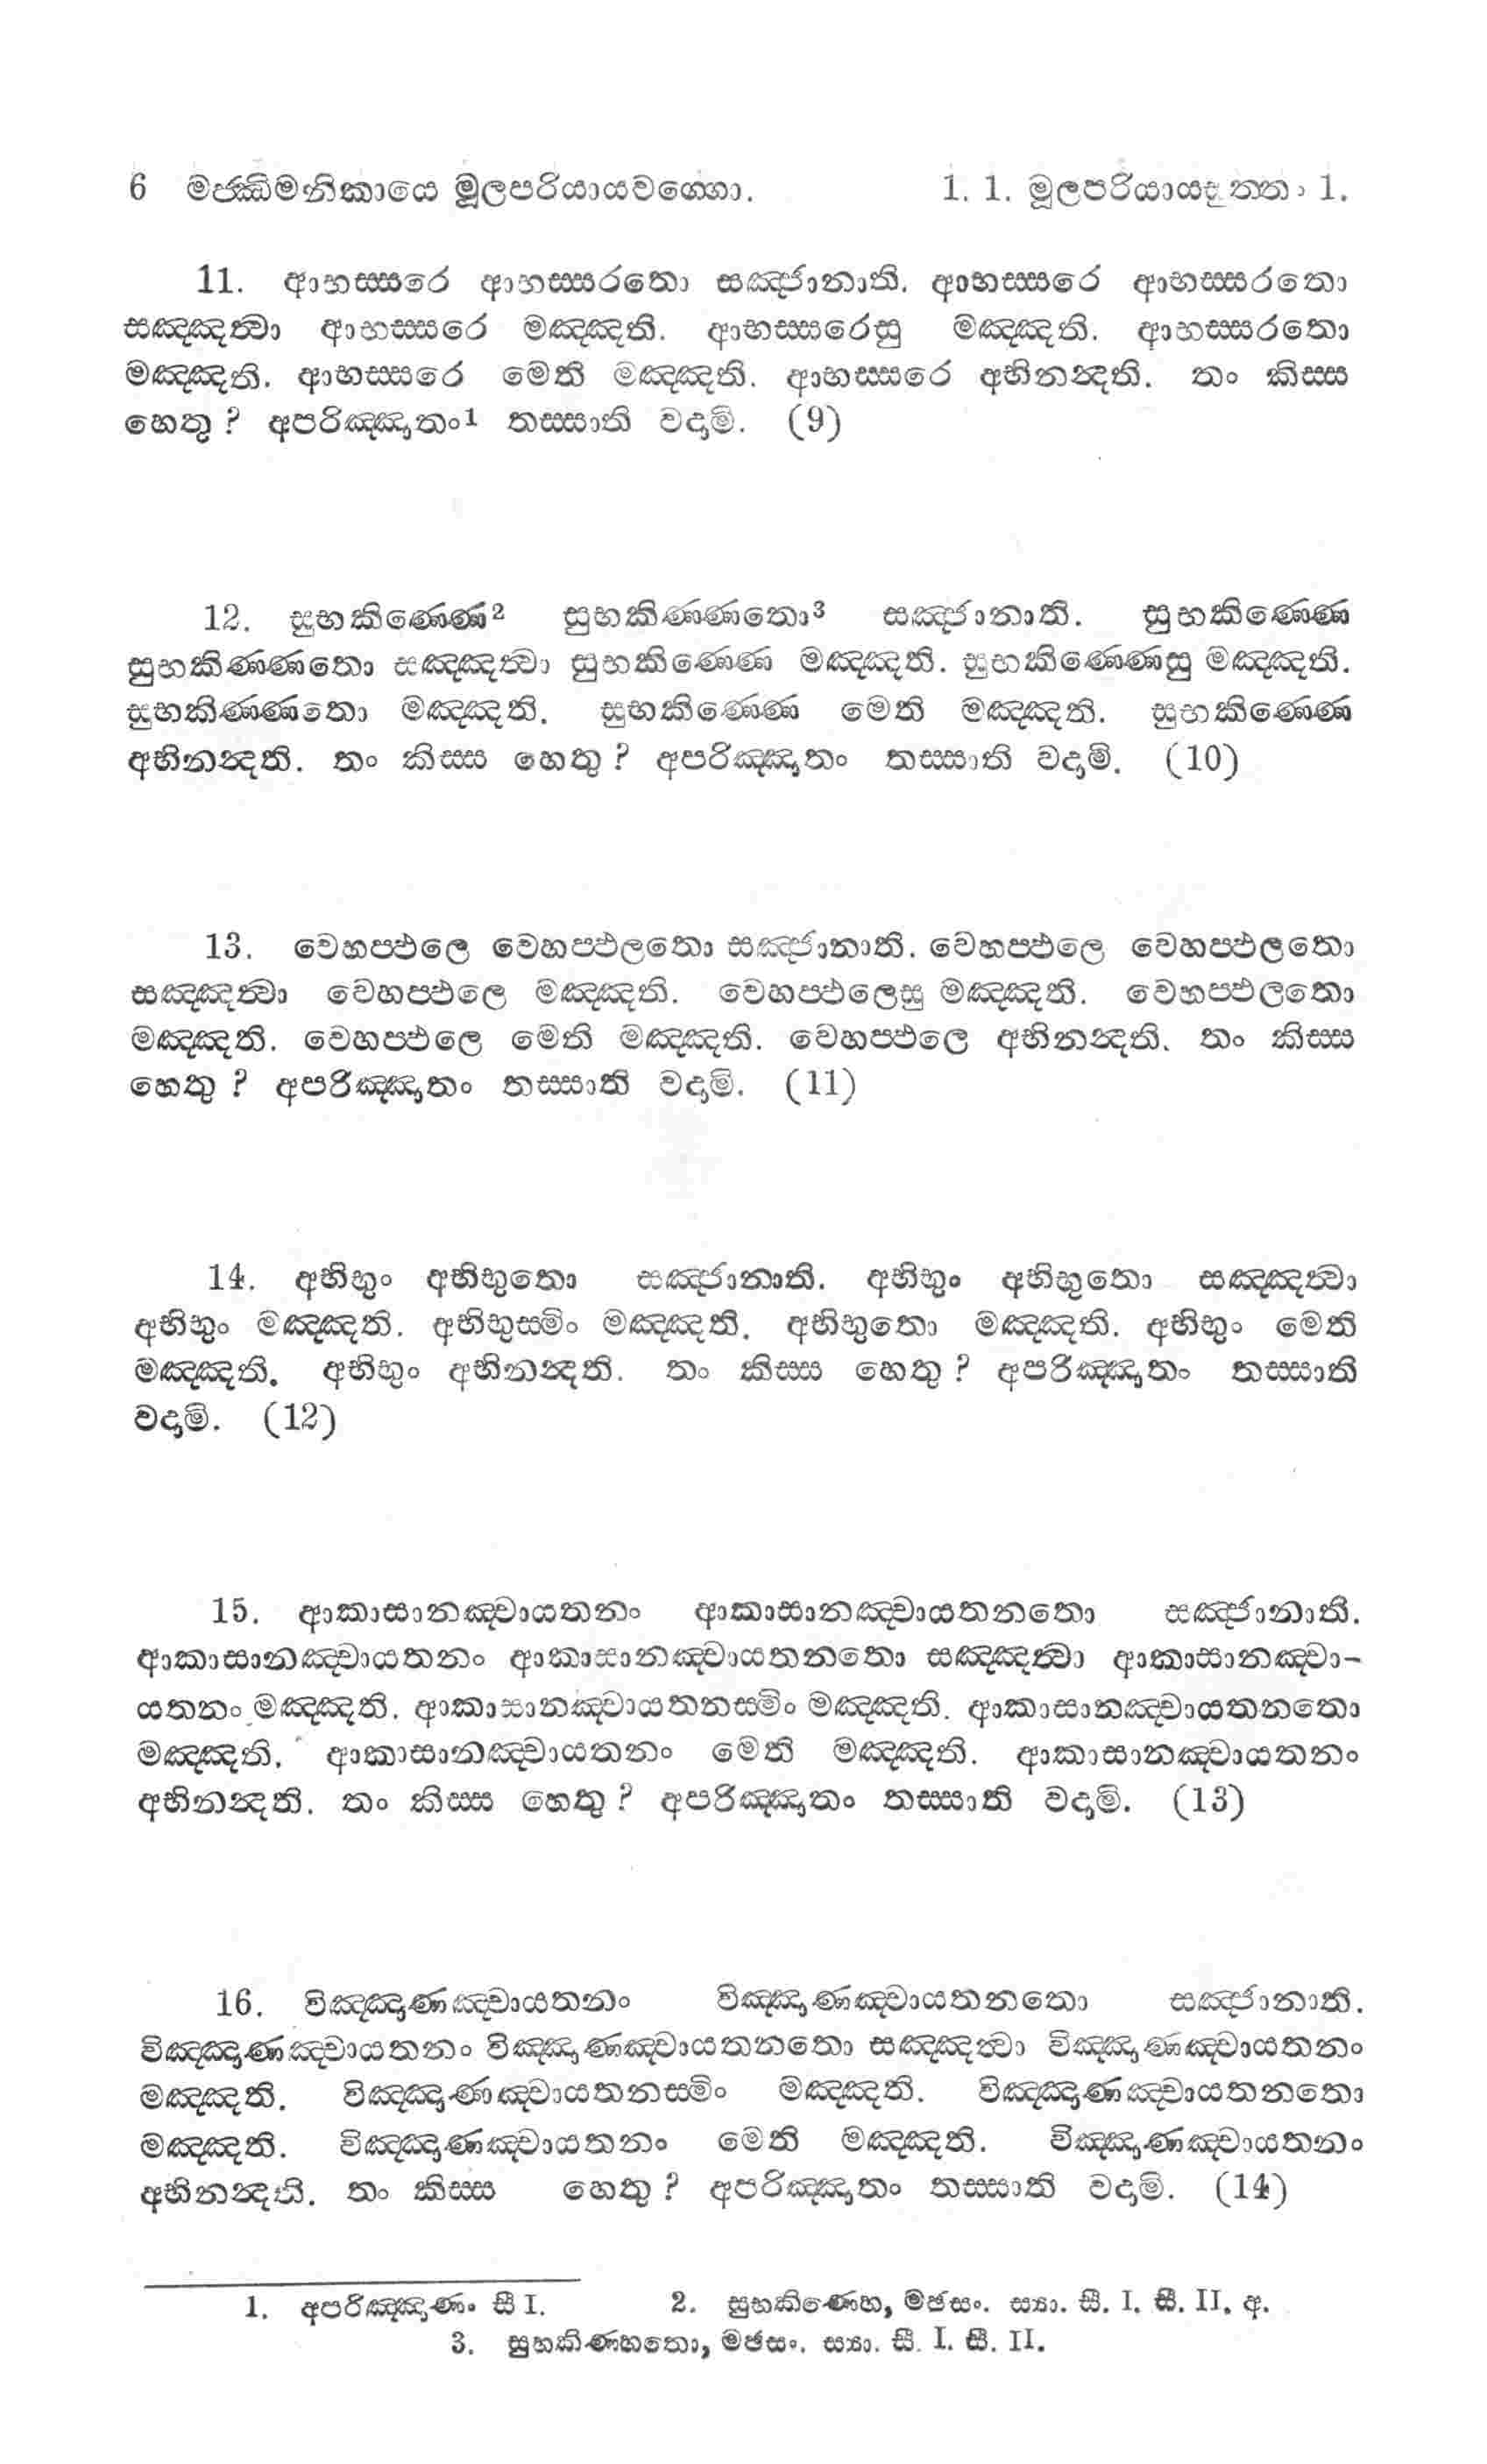 6 මජ්ඣිමනිකායෙ මූලපරියායවග්ගො. 1. 1. මූලපරියායසුත්තං 1.
11. ආභස්සරෙ ආභස්සරතො සඤ්ජානාති. ආභස්සරෙ ආභස්සරතො
සඤ්ඤත්වා ආභස්සරෙ මඤ්ඤති. ආභස්සරෙසු මඤ්ඤති. ආභස්සරතො
මඤ්ඤති. ආභස්සරෙ මෙති මඤ්ඤති. ආභස්සරෙ අභිනන්දති. තං කිස්ස
හෙතු? අපරිඤ්ඤාතං1 තස්සාති වදාමි. (9)
12. සුභකිණ්ණෙ2 සුභකිණ්ණතො3 සඤ්ජානාති. සුභකිණ්ණෙ
සුභකිණ්ණතො සඤ්ඤත්වා සුභකිණ්ණෙ මඤ්ඤති. සුභකිණ්ණෙසු මඤ්ඤති.
සුභකිණ්ණතො මඤ්ඤති. සුභකිණ්ණෙ මෙති මඤ්ඤති. සුභකිණ්ණෙ
අභිනන්දති. තං කිස්ස හෙතු? අපරිඤ්ඤාතං තස්සාති වදාමි. (10)
13. වෙහප්ඵලෙ වෙහප්ඵලතො සඤ්ජානාති. වෙහප්ඵලෙ වෙහප්ඵලතො
සඤ්ඤත්වා වෙහප්ඵලෙ මඤ්ඤති. වෙහප්ඵලෙසු මඤ්ඤති. වෙහප්ඵලතො
මඤ්ඤති. වෙහප්ඵලෙ මෙති මඤ්ඤති. වෙහප්ඵලෙ අභිනන්දති. තං කිස්ස
හෙතු? අපරිඤ්ඤාතං තස්සාති වදාමි. (11)
14. අභිභුං අභිභුතො සඤ්ජානාති. අභිභුං අභිභුතො සඤ්ඤත්වා
අභිභුං මඤ්ඤති. අභිභුස්මිං මඤ්ඤති. අභිභුතො මඤ්ඤති. අභිභුං මෙති
මඤ්ඤති. අභිභුං අභිනන්දති. තං කිස්ස හෙතු? අපරිඤ්ඤාතං තස්සාති
වදාමි. (12)
15. ආකාසානඤ්චායතනං ආකාසානඤ්චායතනතො සඤ්ජානාති.
ආකාසානඤ්චායතනං ආකාසානඤ්චායතනතො සඤ්ඤත්වා ආකාසානඤ්චා-
යතනං මඤ්ඤති. ආකාසානඤ්චායතනස්මිං මඤ්ඤති. ආකාසානඤ්චායතනතො
මඤ්ඤති. ආකාසානඤ්චායතනං මෙති මඤ්ඤති. ආකාසානඤ්චායතනං
අභිනන්දති. තං කිස්ස හෙතු? අපරිඤ්ඤාතං තස්සාති වදාමි. (13)
16. විඤ්ඤාණඤ්චායතනං විඤ්ඤාණඤ්චායතනතො සඤ්ජානාති.
විඤ්ඤාණඤ්චායතනං විඤ්ඤාණඤ්චායතනතො සඤ්ඤත්වා විඤ්ඤාණඤ්චායතනං
මඤ්ඤති. විඤ්ඤාණඤ්චායතනස්මිං මඤ්ඤති. විඤ්ඤාණඤ්චායතනතො
මඤ්ඤති. විඤ්ඤාණඤ්චායතනං මෙති මඤ්ඤති. විඤ්ඤාණඤ්චායතනං
අභිනන්දති. තං කිස්ස හෙතු? අපරිඤ්ඤාතං තස්සාති වදාමි. (14)
1. අපරිඤ්ඤාණං සී I. 2. සුභකිණ්හෙ, මඡසං. ස්‍යා. සී. I. සී. II. අ.
3. සුභකිණ්හතො, මඡසං. ස්‍යා. සී. I. සී. II.